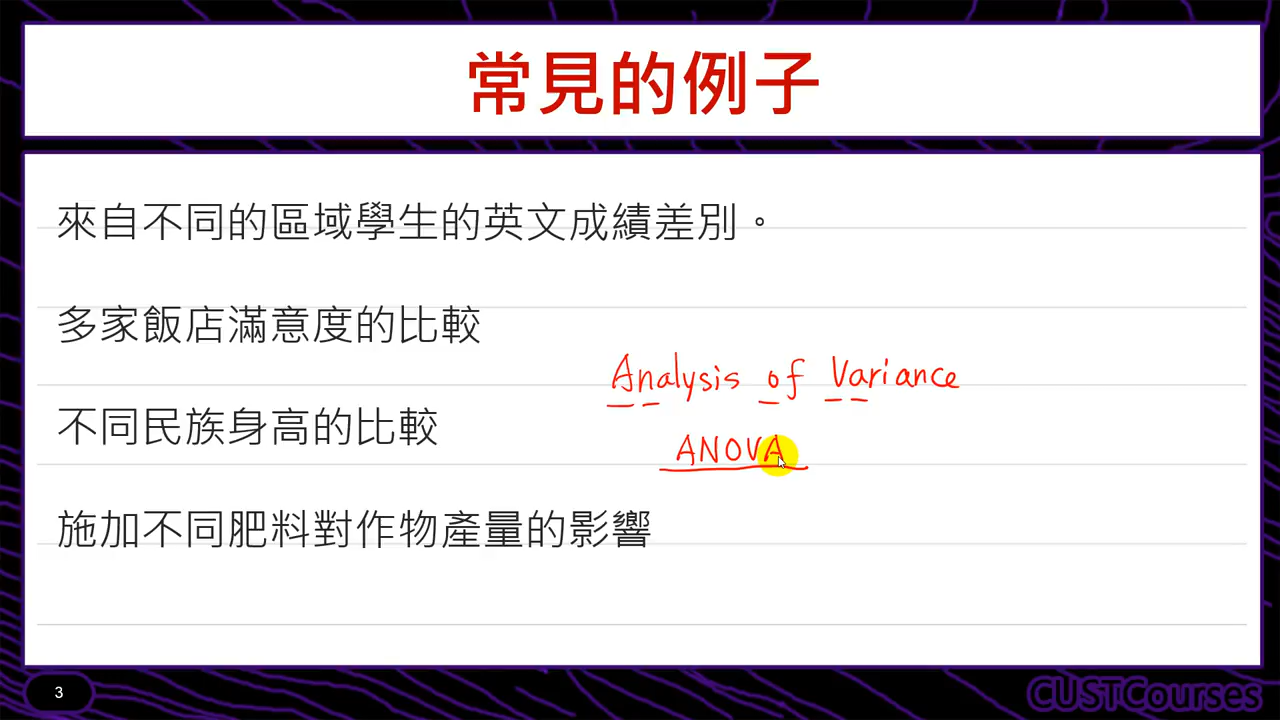 常見的例子
來自不同的區域學生的英文成績差別。
多家飯店滿意度的比較
Analysis of Variance
不同民族身高的比較
ANOVA
施加不同肥料對作物產量的影響
3
CUSTCourses